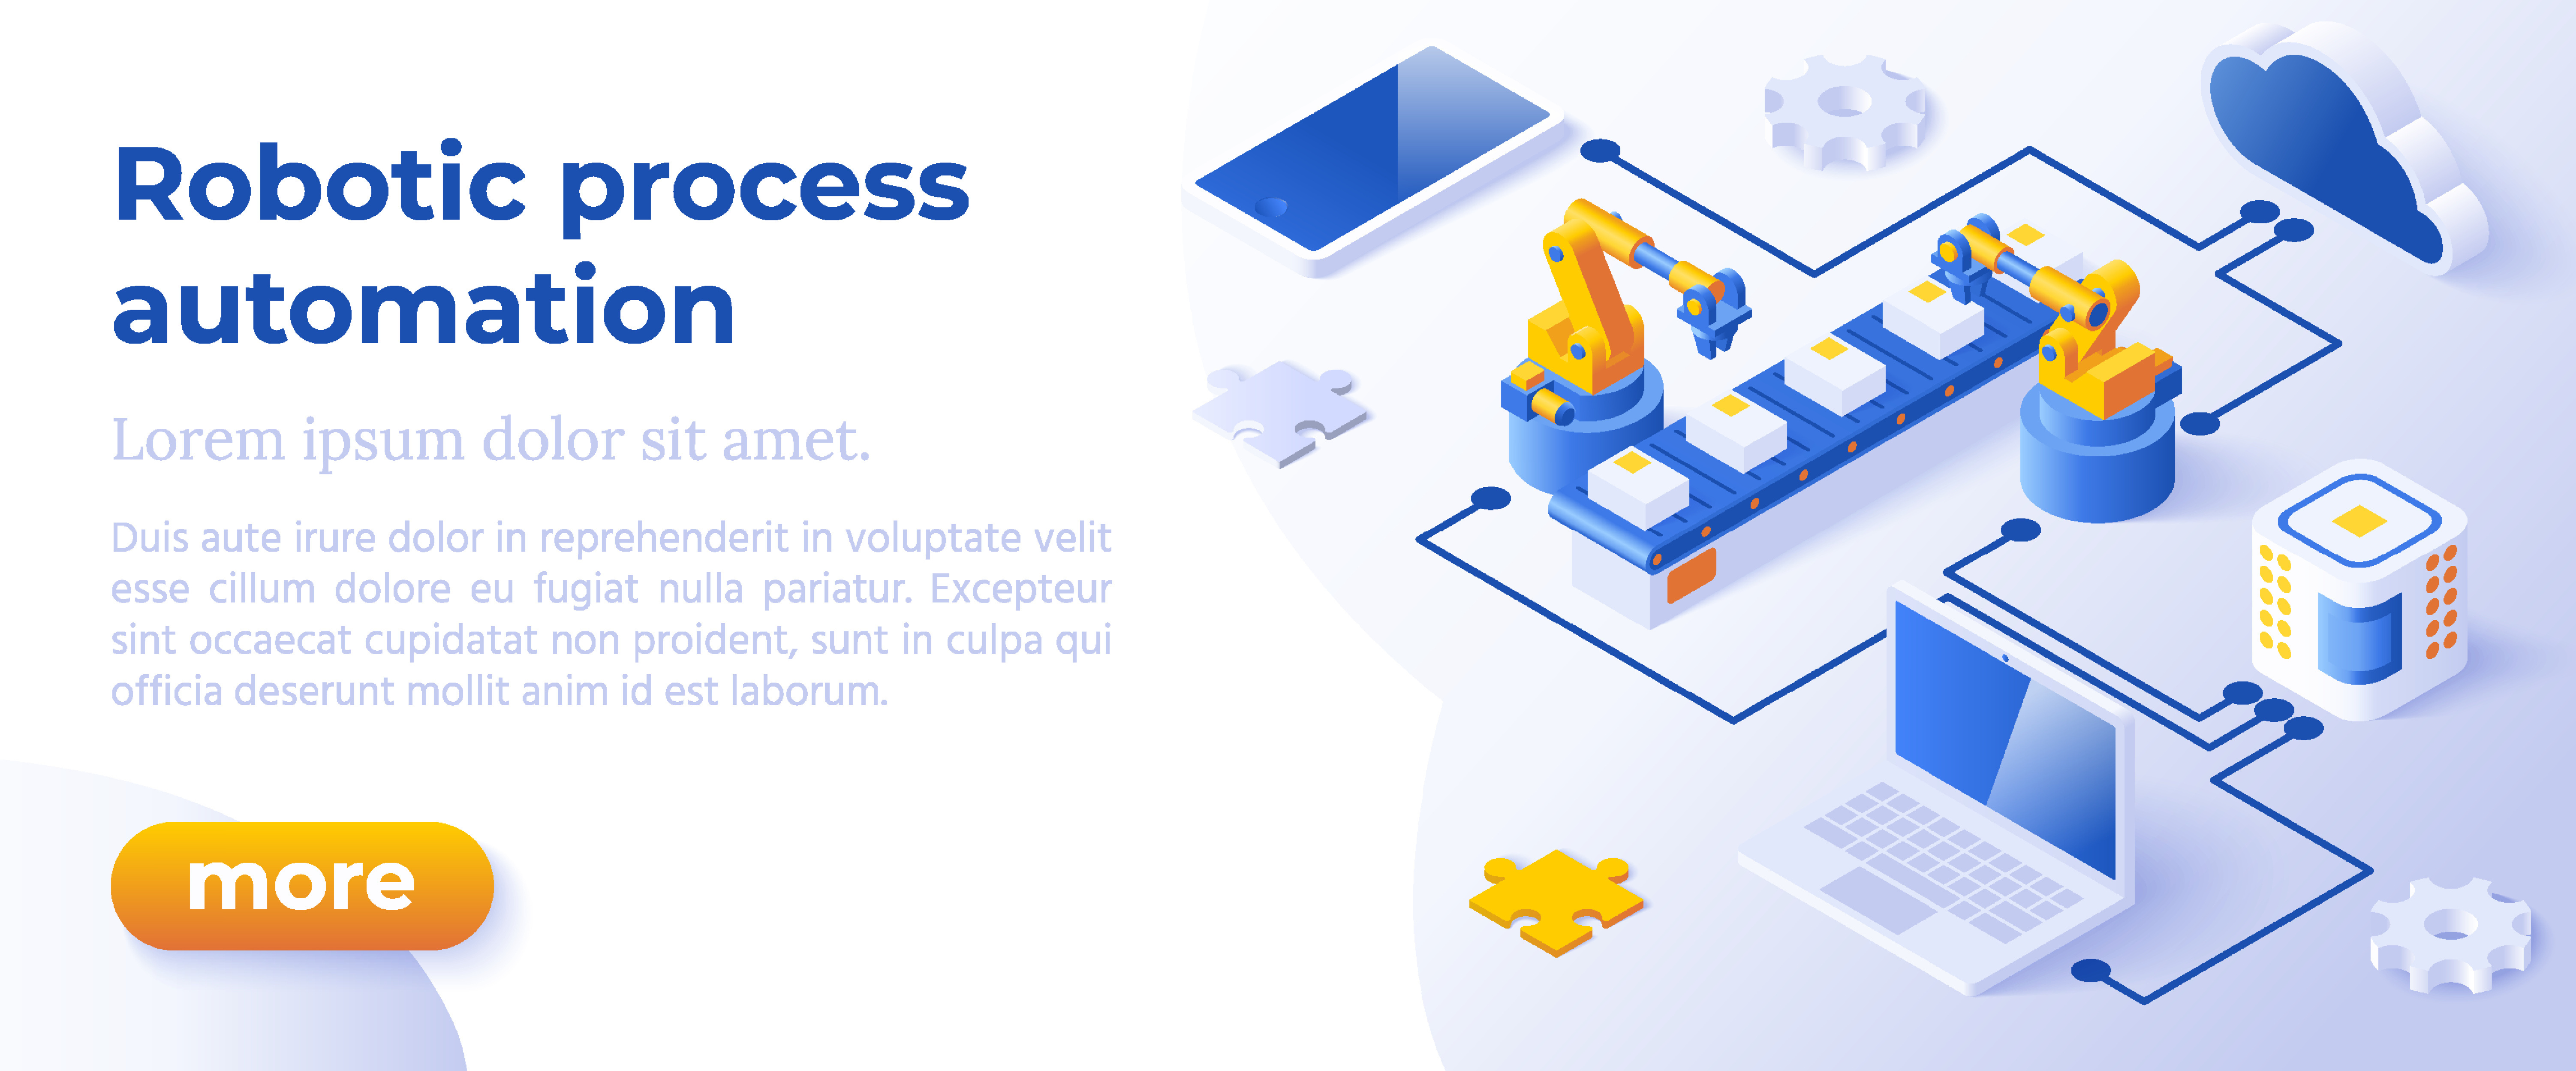 Robotic process
automation
Lorem ipsum dolor sit amet.
Duis aute irure dolor in reprehenderit in voluptate velit
esse cillum dolore eu fugiat nulla pariatur. Excepteur
sint occaecat cupidatat non proident, sunt in culpa qui
officia deserunt mollit anim id est laborum.
more